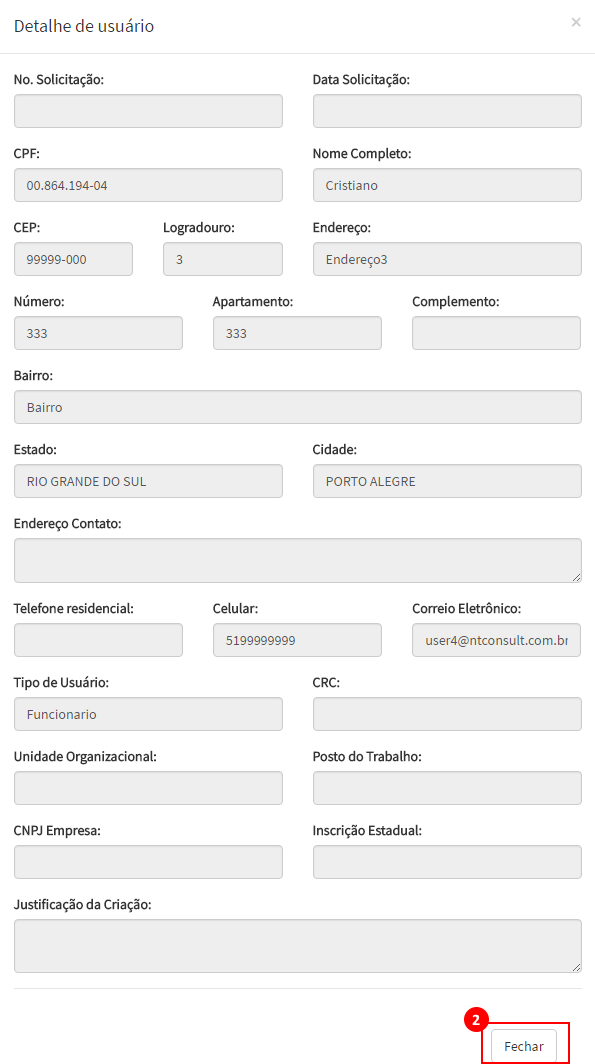 Detalhe de usuário ×
No. Solicitação: Data Solicitação:
CPF: Nome Completo:
00.864.194-04 Cristiano
CEP: Logradouro: Endereço:
99999-000 3 Endereço3
Número: Apartamento: Complemento:
333 333
Bairro:
Bairro
Estado: Cidade:
RIO GRANDE DO SUL PORTO ALEGRE
Endereço Contato:
Telefone residencial: Celular: Correio Eletrônico:
5199999999 user4@ntconsult.com.br
Tipo de Usuário: CRC:
Funcionario
Unidade Organizacional: Posto do Trabalho:
CNPJ Empresa: Inscrição Estadual:
Justificação da Criação:
2
Fechar